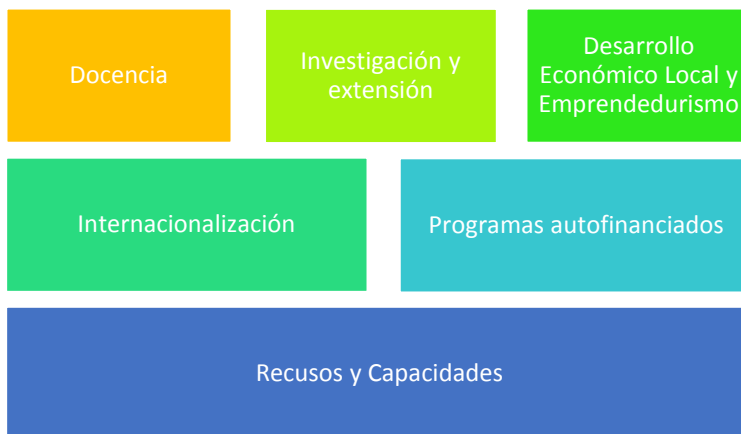 Docencia
Investigación y
extensión
Desarrollo
Económico Local y
Emprendedurismo
Internacionalización
Programas autofinanciados
Recusos y Capacidades